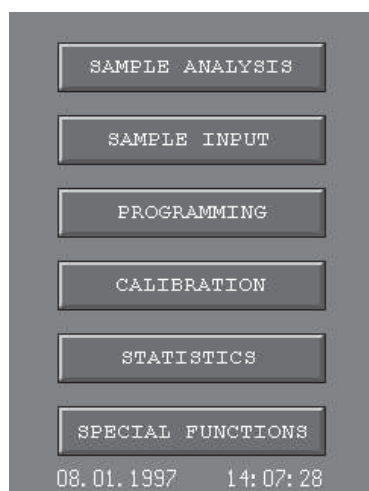 SAMPLE ANALYSIS
SAMPLE INPUT
PROGRAMMING
CALIBRATION
STATISTICS
SPECIAL FUNCTIONS
08.01.1997 14:07:28